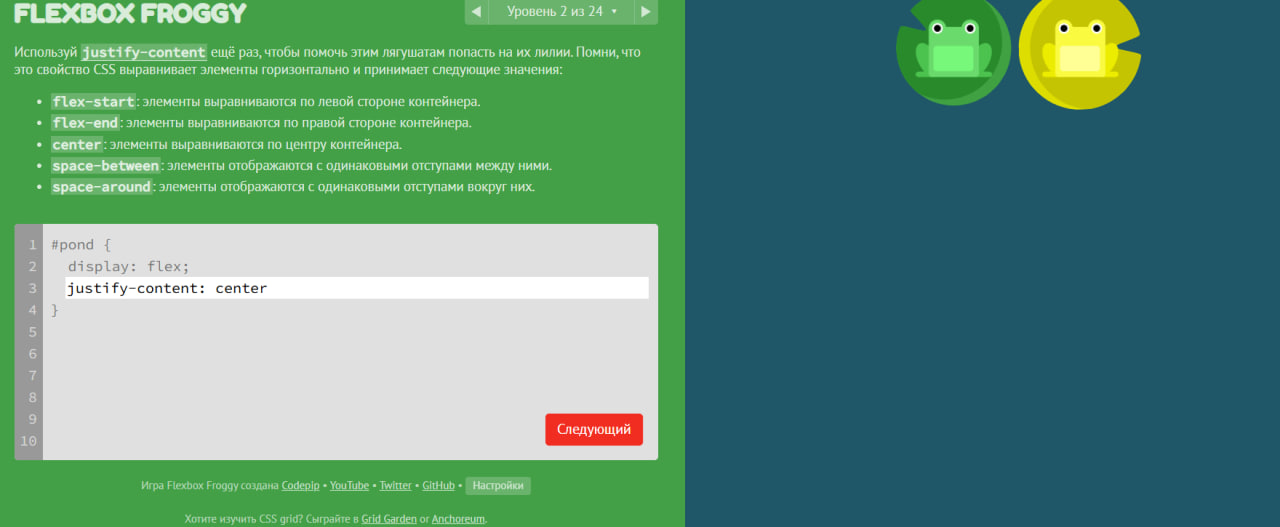 FLEXBOX FROGGY
Уровень 2 из 24
Используй justify-content ещё раз, чтобы помочь этим лягушатам попасть на их лилии. Помни, что
это свойство CSS выравнивает элементы горизонтально и принимает следующие значения:
• flex-start: элементы выравниваются по левой стороне контейнера.
• flex-end: элементы выравниваются по правой стороне контейнера.
• center: элементы выравниваются по центру контейнера.
• space-between: элементы отображаются с одинаковыми отступами между ними.
• space-around: элементы отображаются с одинаковыми отступами вокруг них.
1 #pond {
2 display: flex;
3 justify-content: center
4 }
5
6
7
8
9
10
Следующий
Игра Flexbox Froggy создана Codepip • YouTube • Twitter • GitHub • Настройки
Хотите изучить CSS grid? Сыграйте в Grid Garden or Anchoreum.